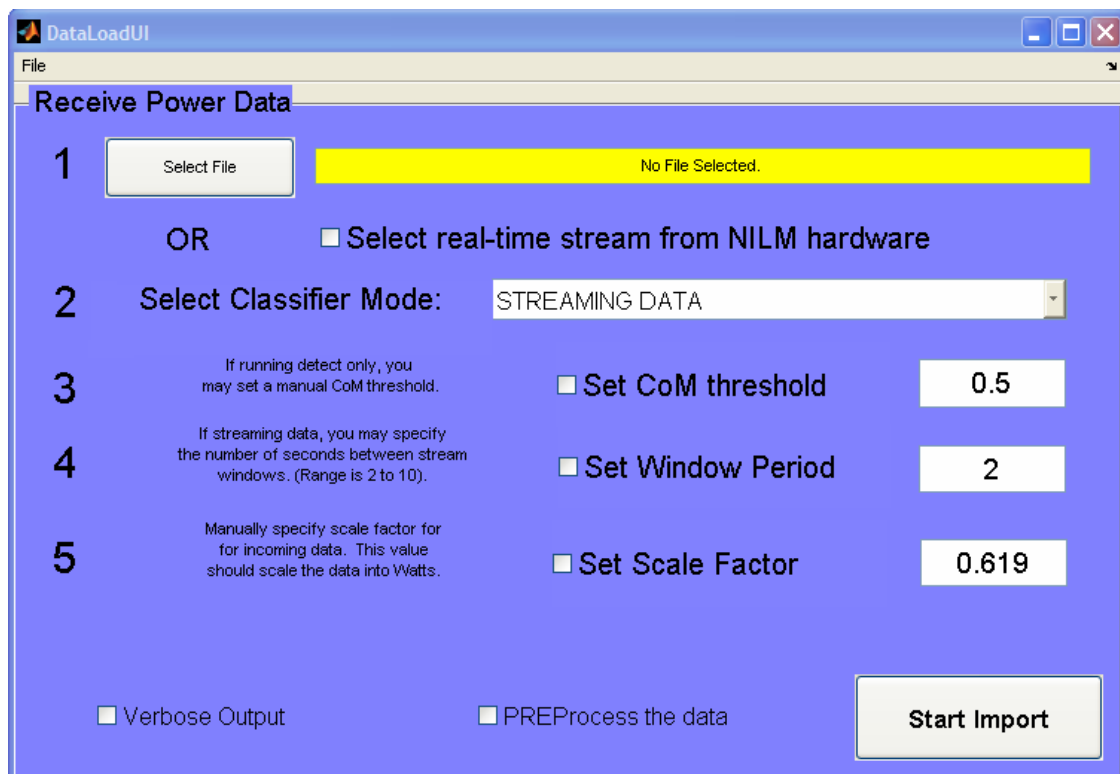 DataLoadUI
File
Receive Power Data
1
Select File
No File Selected.
OR
Select real-time stream from NILM hardware
2
Select Classifier Mode:
STREAMING DATA
3
If running detect only, you
may set a manual CoM threshold.
Set CoM threshold
0.5
4
If streaming data, you may specify
the number of seconds between stream
windows. (Range is 2 to 10).
Set Window Period
2
5
Manually specify scale factor for
for incoming data. This value
should scale the data into Watts.
Set Scale Factor
0.619
Verbose Output
PREProcess the data
Start Import